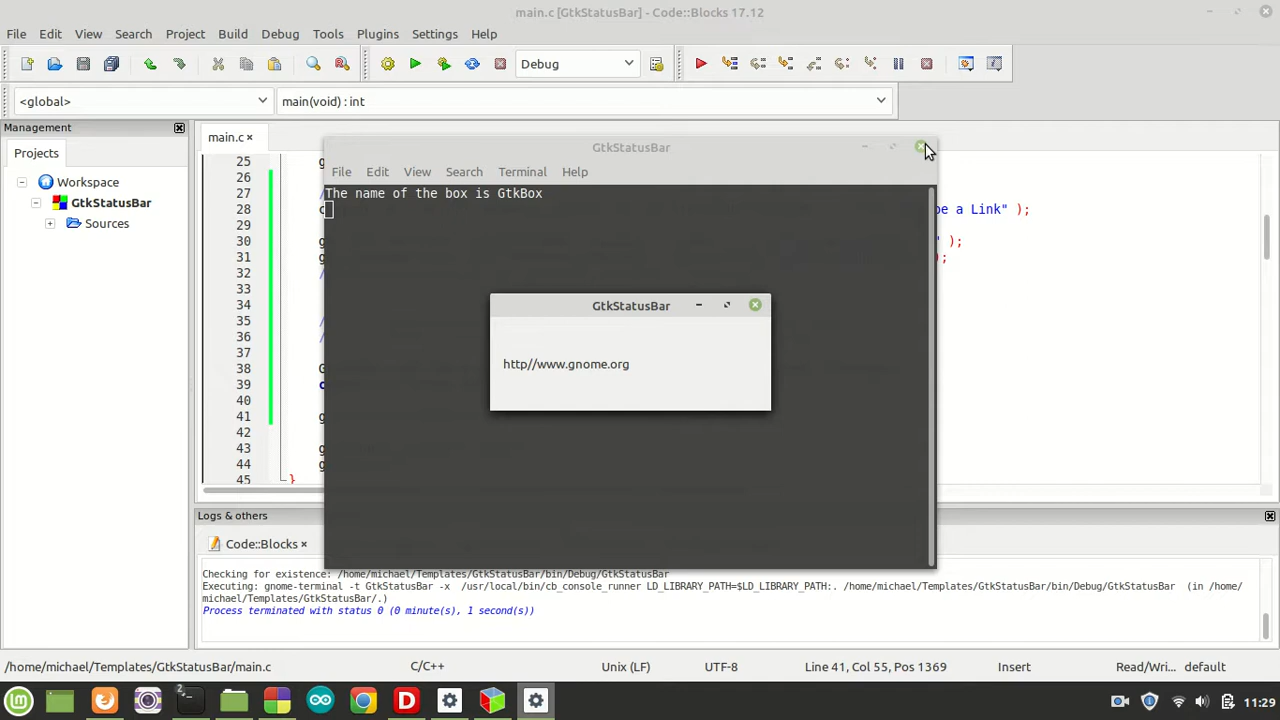 main.c [GtkStatusBar] - Code::Blocks 17.12
File Edit View Search Project Build Debug Tools Plugins Settings Help
Debug
<global> main(void) : int
Management
Projects
Workspace
GtkStatusBar
Sources
main.c
25
26
27
28 be a Link" );
29
30 " );
31 );
32
33
34
35
36
37
38
39
40
41
42
43
44
45 }
GtkStatusBar
File Edit View Search Terminal Help
The name of the box is GtkBox
GtkStatusBar
http//www.gnome.org
Logs & others
Code::Blocks
Checking for existence: /home/michael/Templates/GtkStatusBar/bin/Debug/GtkStatusBar
Executing: gnome-terminal -t GtkStatusBar -x /usr/local/bin/cb_console_runner LD_LIBRARY_PATH=$LD_LIBRARY_PATH:. /home/michael/Templates/GtkStatusBar/bin/Debug/GtkStatusBar (in /home/
michael/Templates/GtkStatusBar/.)
Process terminated with status 0 (0 minute(s), 1 second(s))
/home/michael/Templates/GtkStatusBar/main.c C/C++ Unix (LF) UTF-8 Line 41, Col 55, Pos 1369 Insert Read/Wri... default
11:29